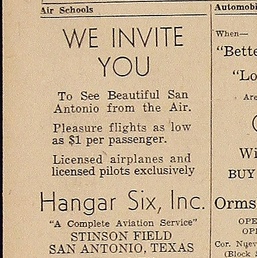 Air Schools
WE INVITE
YOU
To See Beautiful San
Antonio from the Air.
Pleasure flights as low
as $1 per passenger.
Licensed airplanes and
licensed pilots exclusively
Hangar Six, Inc.
"A Complete Aviation Service"
STINSON FIELD
SAN ANTONIO, TEXAS
Automobi
When—
"Bette
"Lo
Are
Wi
BUY
Orms
OPE
OPE
Cor. Nuev
(Block